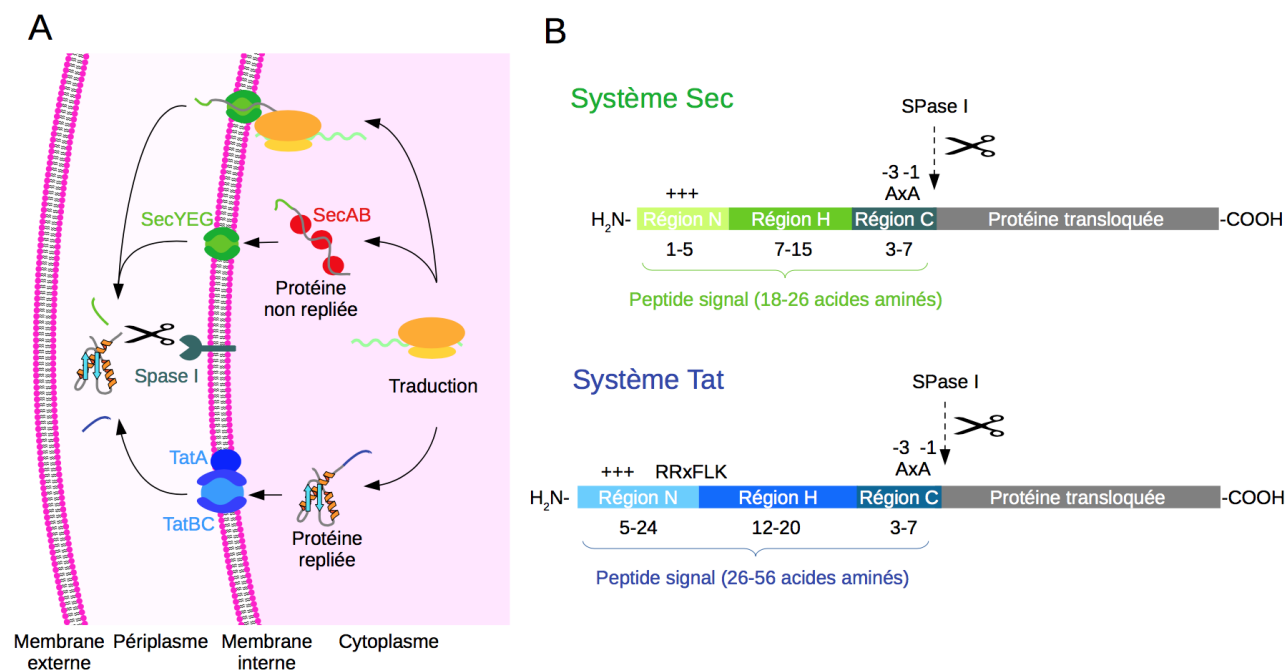 A
SecYEG
SecAB
Protéine
non repliée
Spase I
Traduction
TatA
TatBC
Protéine
repliée
Membrane
externe
Périplasme
Membrane
interne
Cytoplasme
B
Système Sec
SPase I
-3 -1
+++
AxA
H2N-
Région N
Région H
Région C
Protéine transloquée
-COOH
1-5
7-15
3-7
Peptide signal (18-26 acides aminés)
Système Tat
SPase I
-3 -1
+++
RRxFLK
AxA
H2N-
Région N
Région H
Région C
Protéine transloquée
-COOH
5-24
12-20
3-7
Peptide signal (26-56 acides aminés)